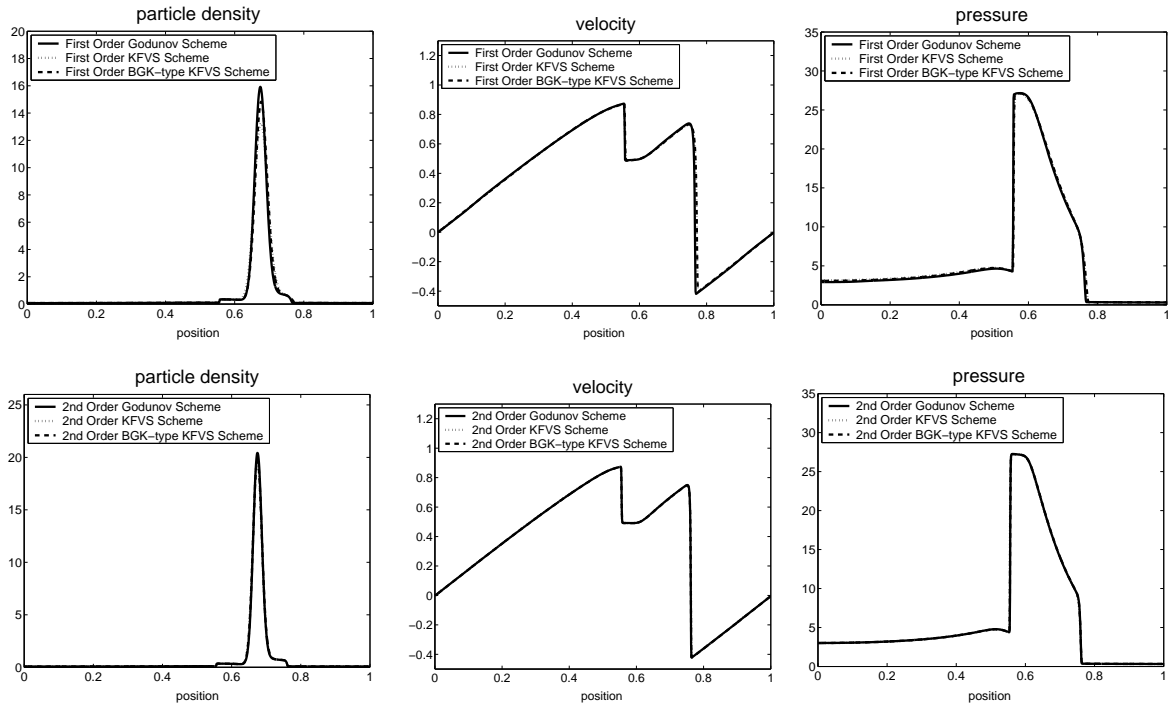 particle density
20
18
16
14
12
10
8
6
4
2
0
First Order Godunov Scheme
First Order KFVS Scheme
First Order BGK-type KFVS Scheme
0 0.2 0.4 0.6 0.8 1
position
velocity
1.2
1
0.8
0.6
0.4
0.2
0
−0.2
−0.4
First Order Godunov Scheme
First Order KFVS Scheme
First Order BGK-type KFVS Scheme
0 0.2 0.4 0.6 0.8 1
position
pressure
35
30
25
20
15
10
5
0
First Order Godunov Scheme
First Order KFVS Scheme
First Order BGK-type KFVS Scheme
0 0.2 0.4 0.6 0.8 1
position
particle density
25
20
15
10
5
0
2nd Order Godunov Scheme
2nd Order KFVS Scheme
2nd Order BGK-type KFVS Scheme
0 0.2 0.4 0.6 0.8 1
position
velocity
1.2
1
0.8
0.6
0.4
0.2
0
−0.2
−0.4
2nd Order Godunov Scheme
2nd Order KFVS Scheme
2nd Order BGK-type KFVS Scheme
0 0.2 0.4 0.6 0.8 1
position
pressure
35
30
25
20
15
10
5
0
2nd Order Godunov Scheme
2nd Order KFVS Scheme
2nd Order BGK-type KFVS Scheme
0 0.2 0.4 0.6 0.8 1
position